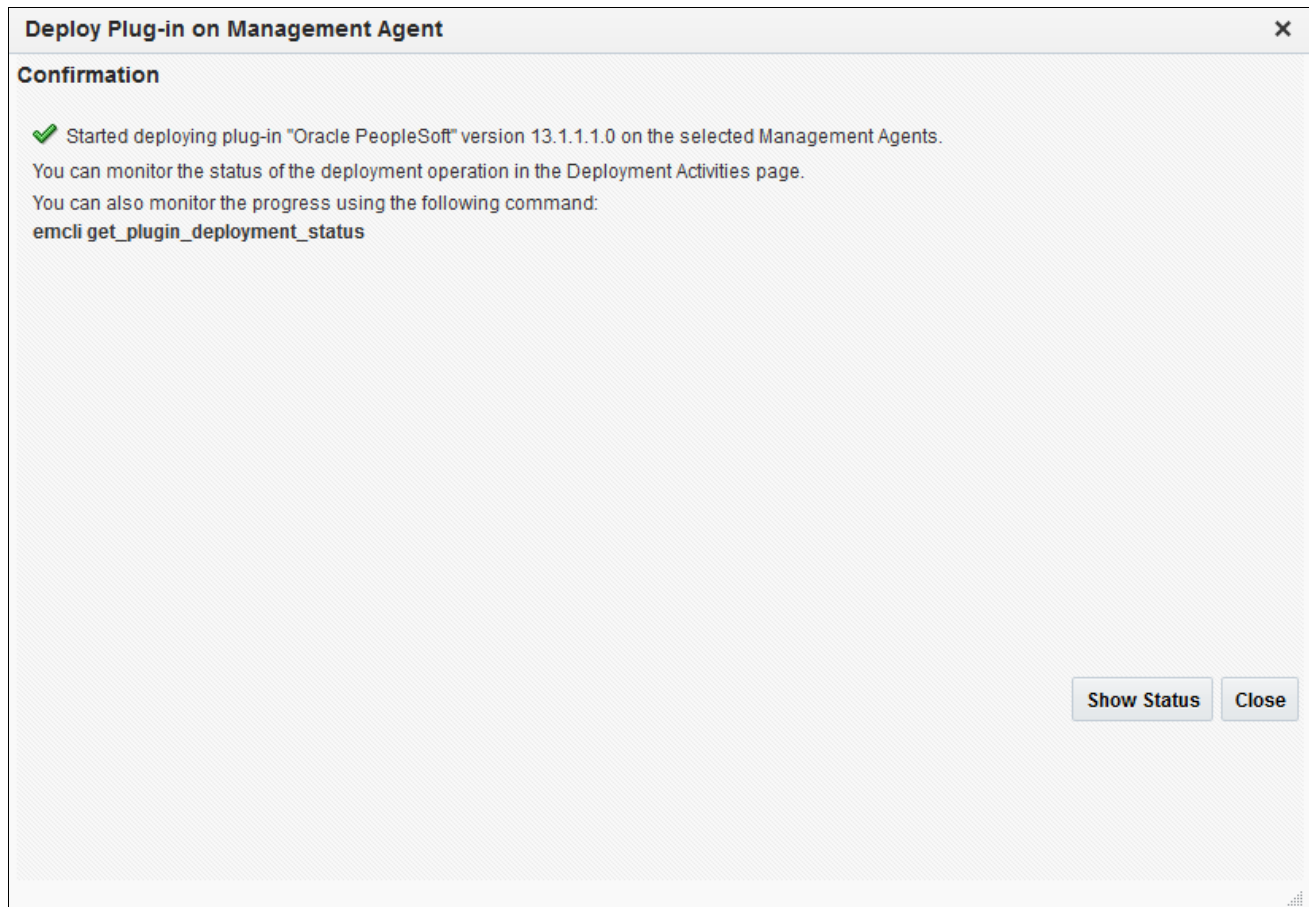 Deploy Plug-in on Management Agent
Confirmation
Started deploying plug-in "Oracle PeopleSoft" version 13.1.1.1.0 on the selected Management Agents.
You can monitor the status of the deployment operation in the Deployment Activities page.
You can also monitor the progress using the following command:
emcli get_plugin_deployment_status
Show Status Close